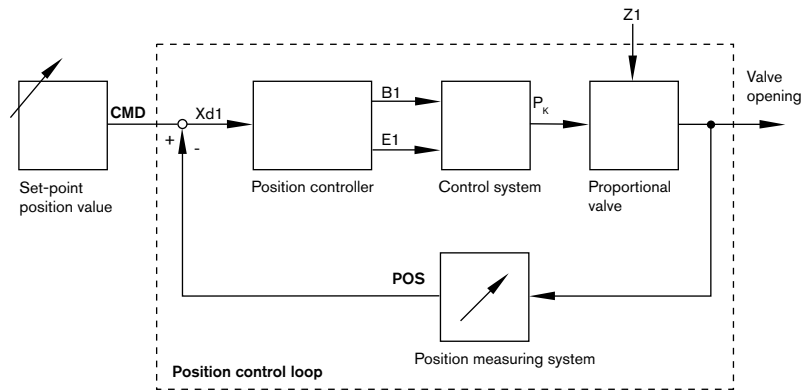 Z1
Valve
opening
B1
CMD
Xd1
P_K
E1
+
-
Set-point
position value
Position controller
Control system
Proportional
valve
POS
Position measuring system
Position control loop